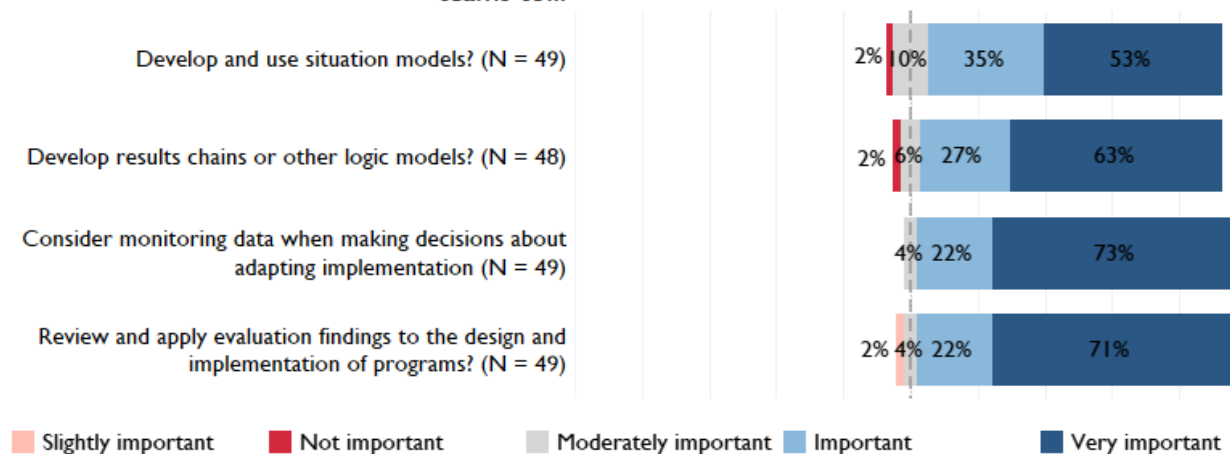 Develop and use situation models? (N = 49)
2% 10% 35% 53%
Develop results chains or other logic models? (N = 48)
2% 6% 27% 63%
Consider monitoring data when making decisions about
adapting implementation (N = 49)
4% 22% 73%
Review and apply evaluation findings to the design and
implementation of programs? (N = 49)
2% 4% 22% 71%
Slightly important Not important Moderately important Important Very important